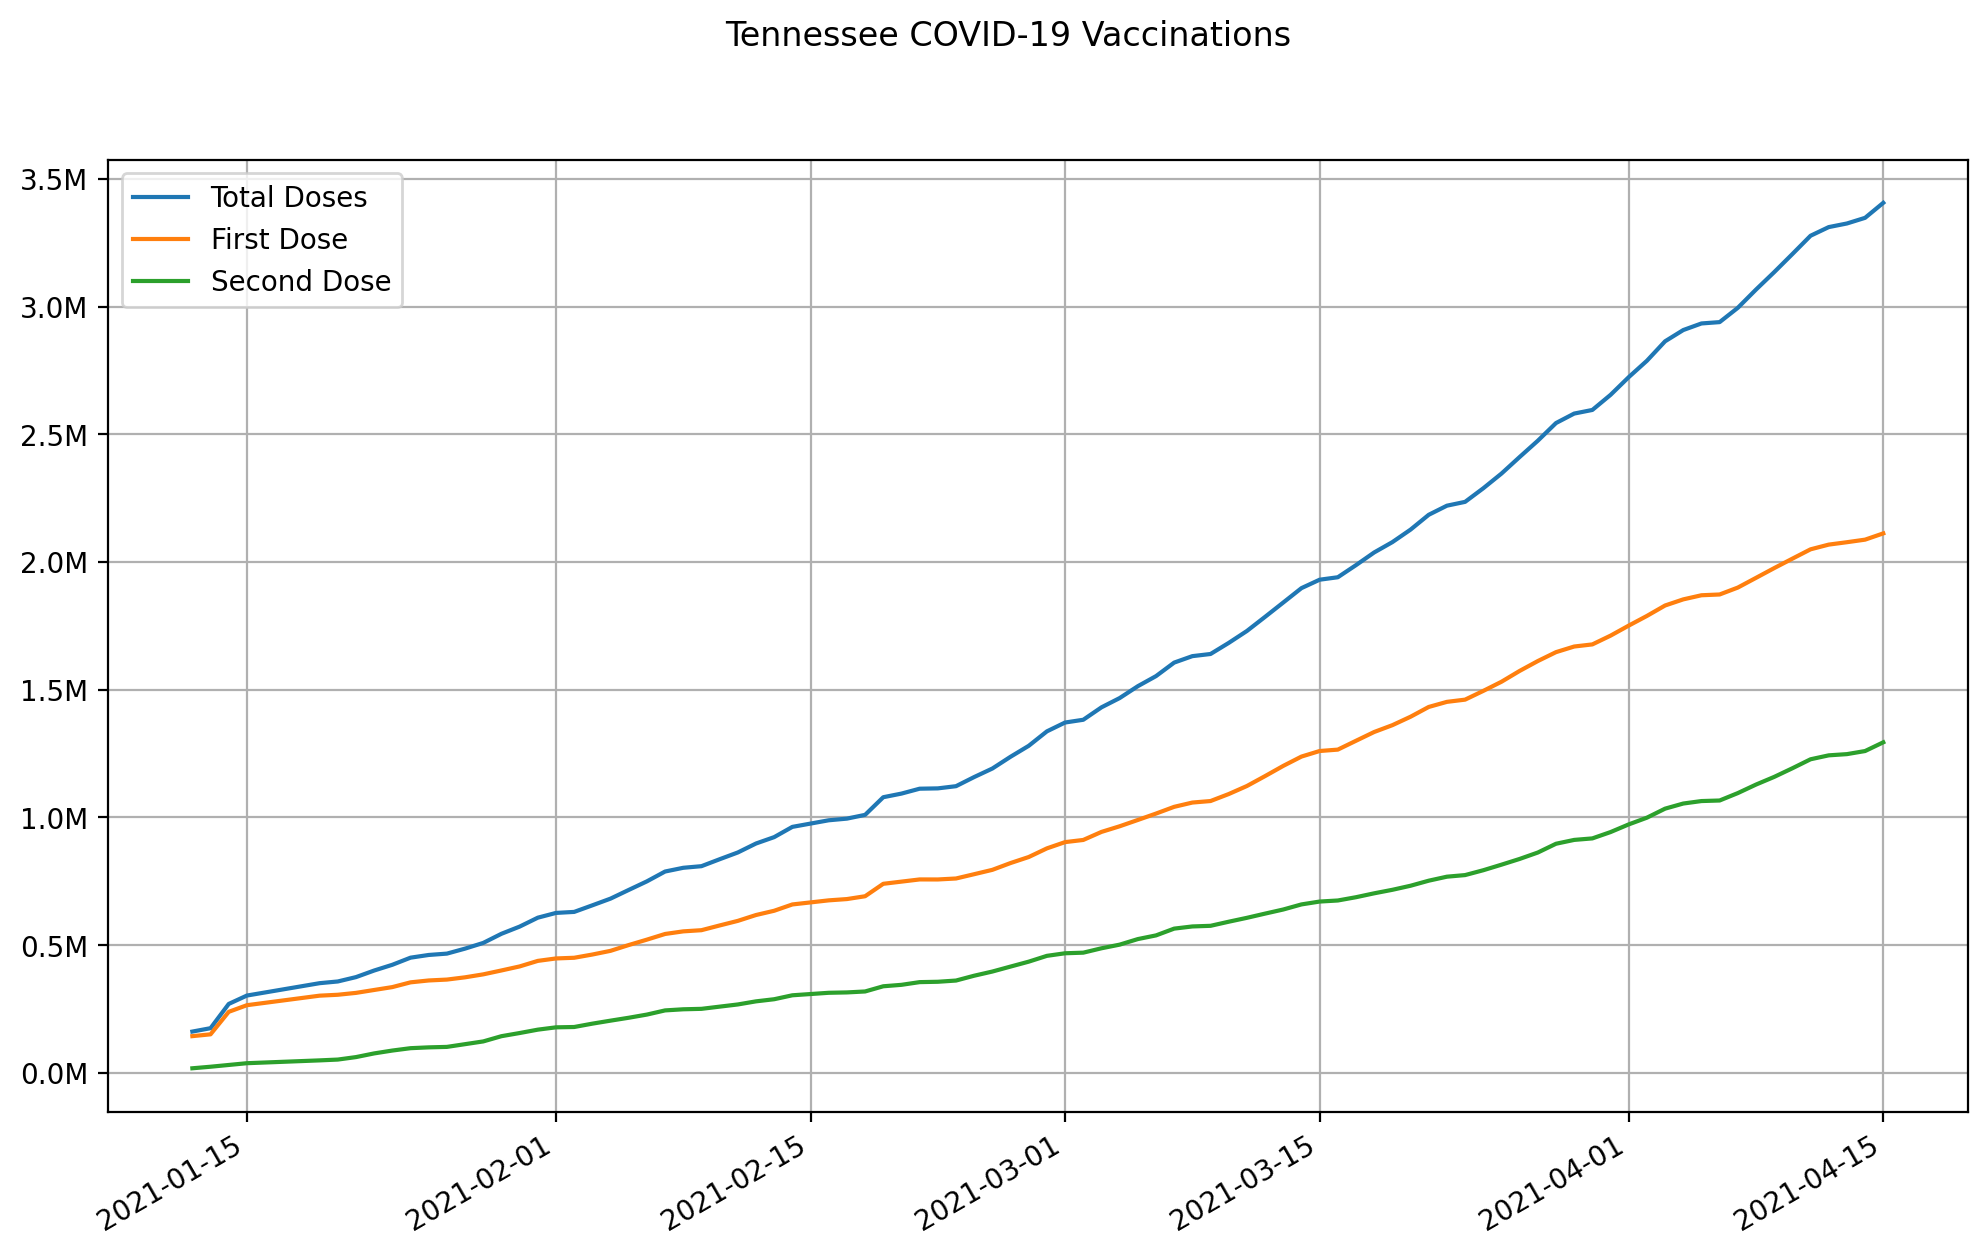 Tennessee COVID-19 Vaccinations
3.5M
3.0M
2.5M
2.0M
1.5M
1.0M
0.5M
0.0M
Total Doses
First Dose
Second Dose
2021-01-15
2021-02-01
2021-02-15
2021-03-01
2021-03-15
2021-04-01
2021-04-15